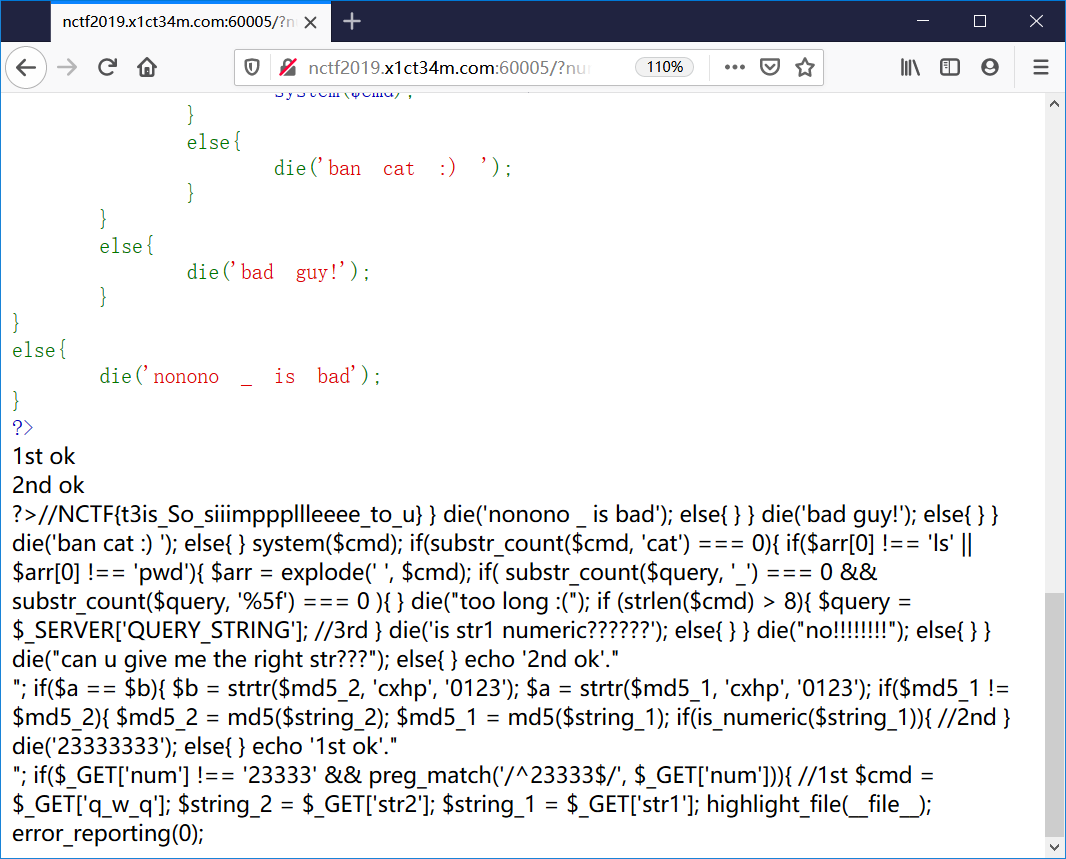 nctf2019.x1ct34m.com:60005/?n
nctf2019.x1ct34m.com:60005/?nu
110%
system($cmd);
}
else{
die('ban cat :) ');
}
}
else{
die('bad guy!');
}
}
else{
die('nonono _ is bad');
}
?>
1st ok
2nd ok
?>//NCTF{t3is_So_siiimpppllleeee_to_u} } die('nonono _ is bad'); else{ } } die('bad guy!'); else{ } }
die('ban cat :) '); else{ } system($cmd); if(substr_count($cmd, 'cat') === 0){ if($arr[0] !== 'ls' ||
$arr[0] !== 'pwd'){ $arr = explode(' ', $cmd); if( substr_count($query, '_') === 0 &&
substr_count($query, '%5f') === 0 ){ } die("too long :("); if (strlen($cmd) > 8){ $query =
$_SERVER['QUERY_STRING']; //3rd } die('is str1 numeric??????'); else{ } } die("no!!!!!!!!"); else{ } }
die("can u give me the right str???"); else{ } echo '2nd ok'."
"; if($a == $b){ $b = strtr($md5_2, 'cxhp', '0123'); $a = strtr($md5_1, 'cxhp', '0123'); if($md5_1 !=
$md5_2){ $md5_2 = md5($string_2); $md5_1 = md5($string_1); if(is_numeric($string_1)){ //2nd }
die('23333333'); else{ } echo '1st ok'."
"; if($_GET['num'] !== '23333' && preg_match('/^23333$/', $_GET['num'])){ //1st $cmd =
$_GET['q_w_q']; $string_2 = $_GET['str2']; $string_1 = $_GET['str1']; highlight_file(__file__);
error_reporting(0);